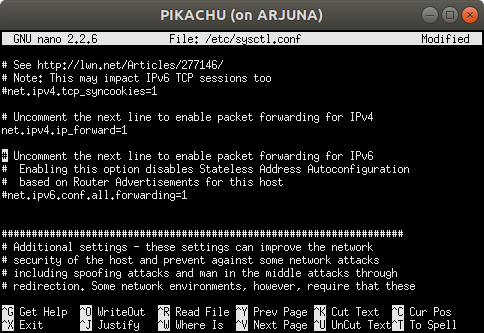 PIKACHU (on ARJUNA)
GNU nano 2.2.6 File: /etc/sysctl.conf Modified
# See http://lwn.net/Articles/277146/
# Note: This may impact IPv6 TCP sessions too
#net.ipv4.tcp_syncookies=1
# Uncomment the next line to enable packet forwarding for IPv4
net.ipv4.ip_forward=1
# Uncomment the next line to enable packet forwarding for IPv6
#  Enabling this option disables Stateless Address Autoconfiguration
#  based on Router Advertisements for this host
#net.ipv6.conf.all.forwarding=1
###################################################################
# Additional settings - these settings can improve the network
# security of the host and prevent against some network attacks
# including spoofing attacks and man in the middle attacks through
# redirection. Some network environments, however, require that these
^G Get Help ^O WriteOut ^R Read File ^Y Prev Page ^K Cut Text ^C Cur Pos
^X Exit ^J Justify ^W Where Is ^V Next Page ^U UnCut Text ^T To Spell